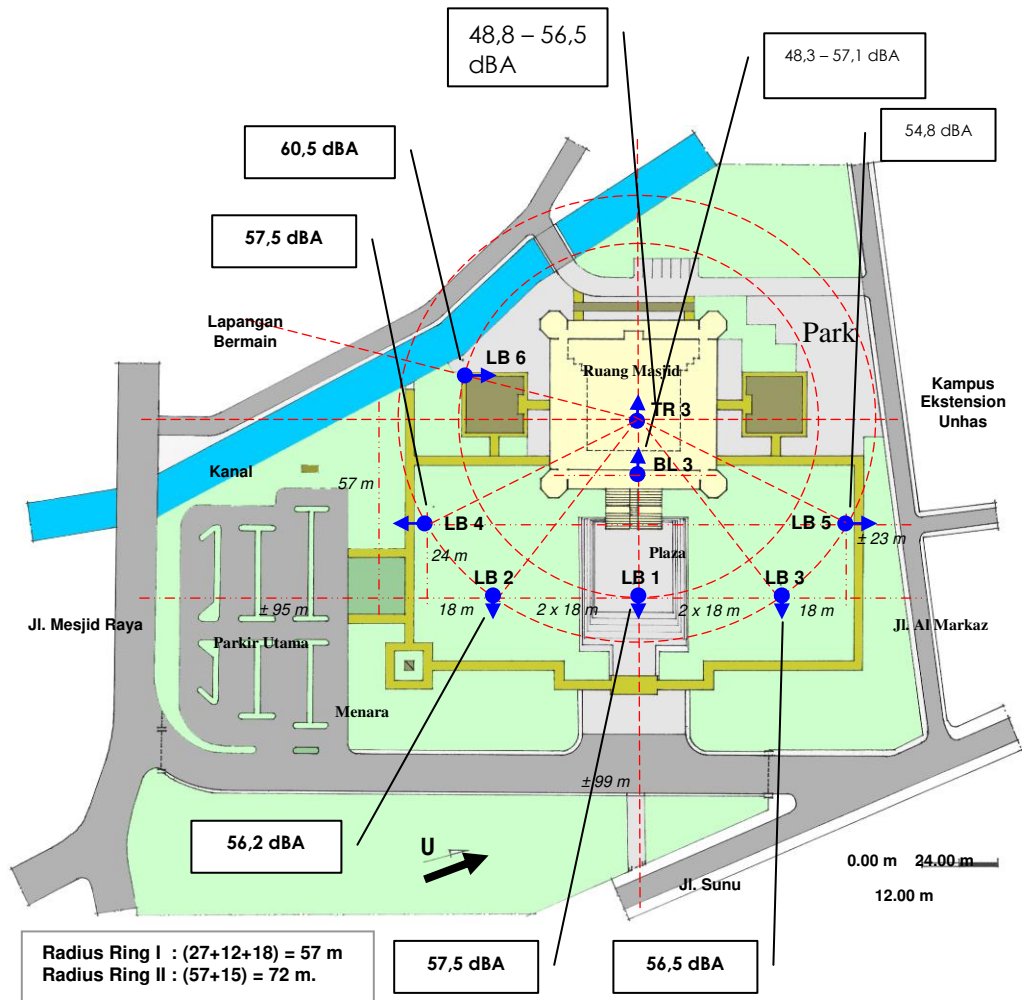 48,8 – 56,5
dBA
48,3 – 57,1 dBA
54,8 dBA
60,5 dBA
57,5 dBA
Lapangan
Bermain
LB 6
Ruang Masjid
Park
TR 3
Kampus
Ekstension
Unhas
Kanal
57 m
BL 3
LB 4
LB 5
± 23 m
24 m
Plaza
LB 2
LB 1
LB 3
± 95 m
18 m
2 x 18 m
2 x 18 m
18 m
Jl. Mesjid Raya
Parkir Utama
Jl. Al Markaz
Menara
± 99 m
56,2 dBA
U
0.00 m 24.00 m
12.00 m
Jl. Sunu
Radius Ring I : (27+12+18) = 57 m
Radius Ring II : (57+15) = 72 m.
57,5 dBA
56,5 dBA